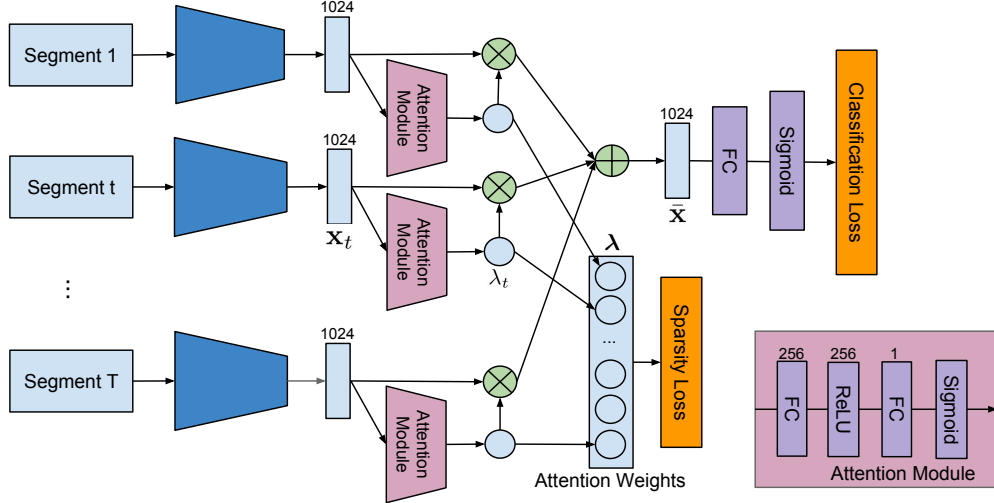 Segment 1
1024
Attention
Module
Segment t
1024
x_t
Attention
Module
λ_t
⋮
Segment T
1024
Attention
Module
λ
...
Attention Weights
Sparsity Loss
1024
x̄
FC
Sigmoid
Classification Loss
256
FC
256
ReLU
1
FC
Sigmoid
Attention Module